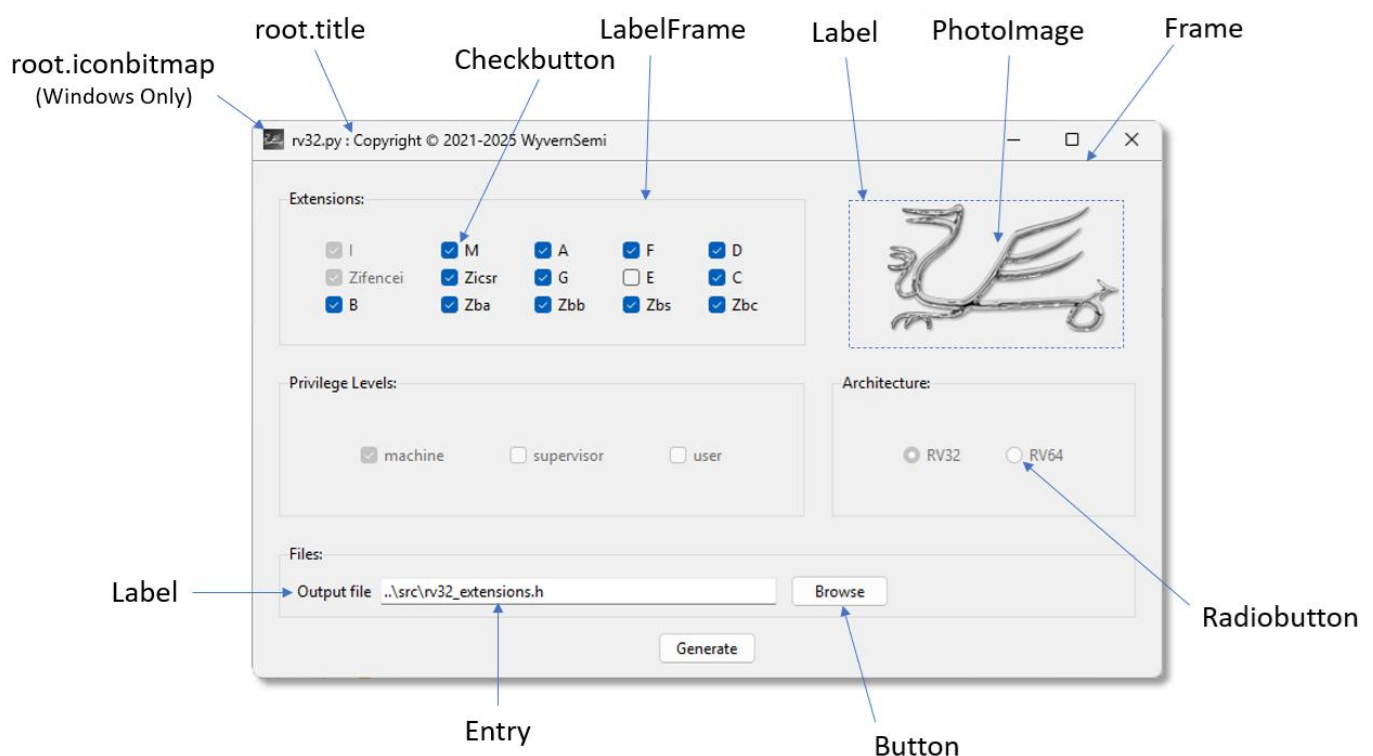 root.title
LabelFrame
Label
PhotoImage
Frame
root.iconbitmap
(Windows Only)
Checkbutton
rv32.py : Copyright © 2021-2025 WyvernSemi
Extensions:
I M A F D
Zifencei Zicsr G E C
B Zba Zbb Zbs Zbc
Privilege Levels:
Architecture:
machine supervisor user
RV32 RV64
Files:
Label
Output file ..\src\rv32_extensions.h Browse
Radiobutton
Generate
Entry
Button